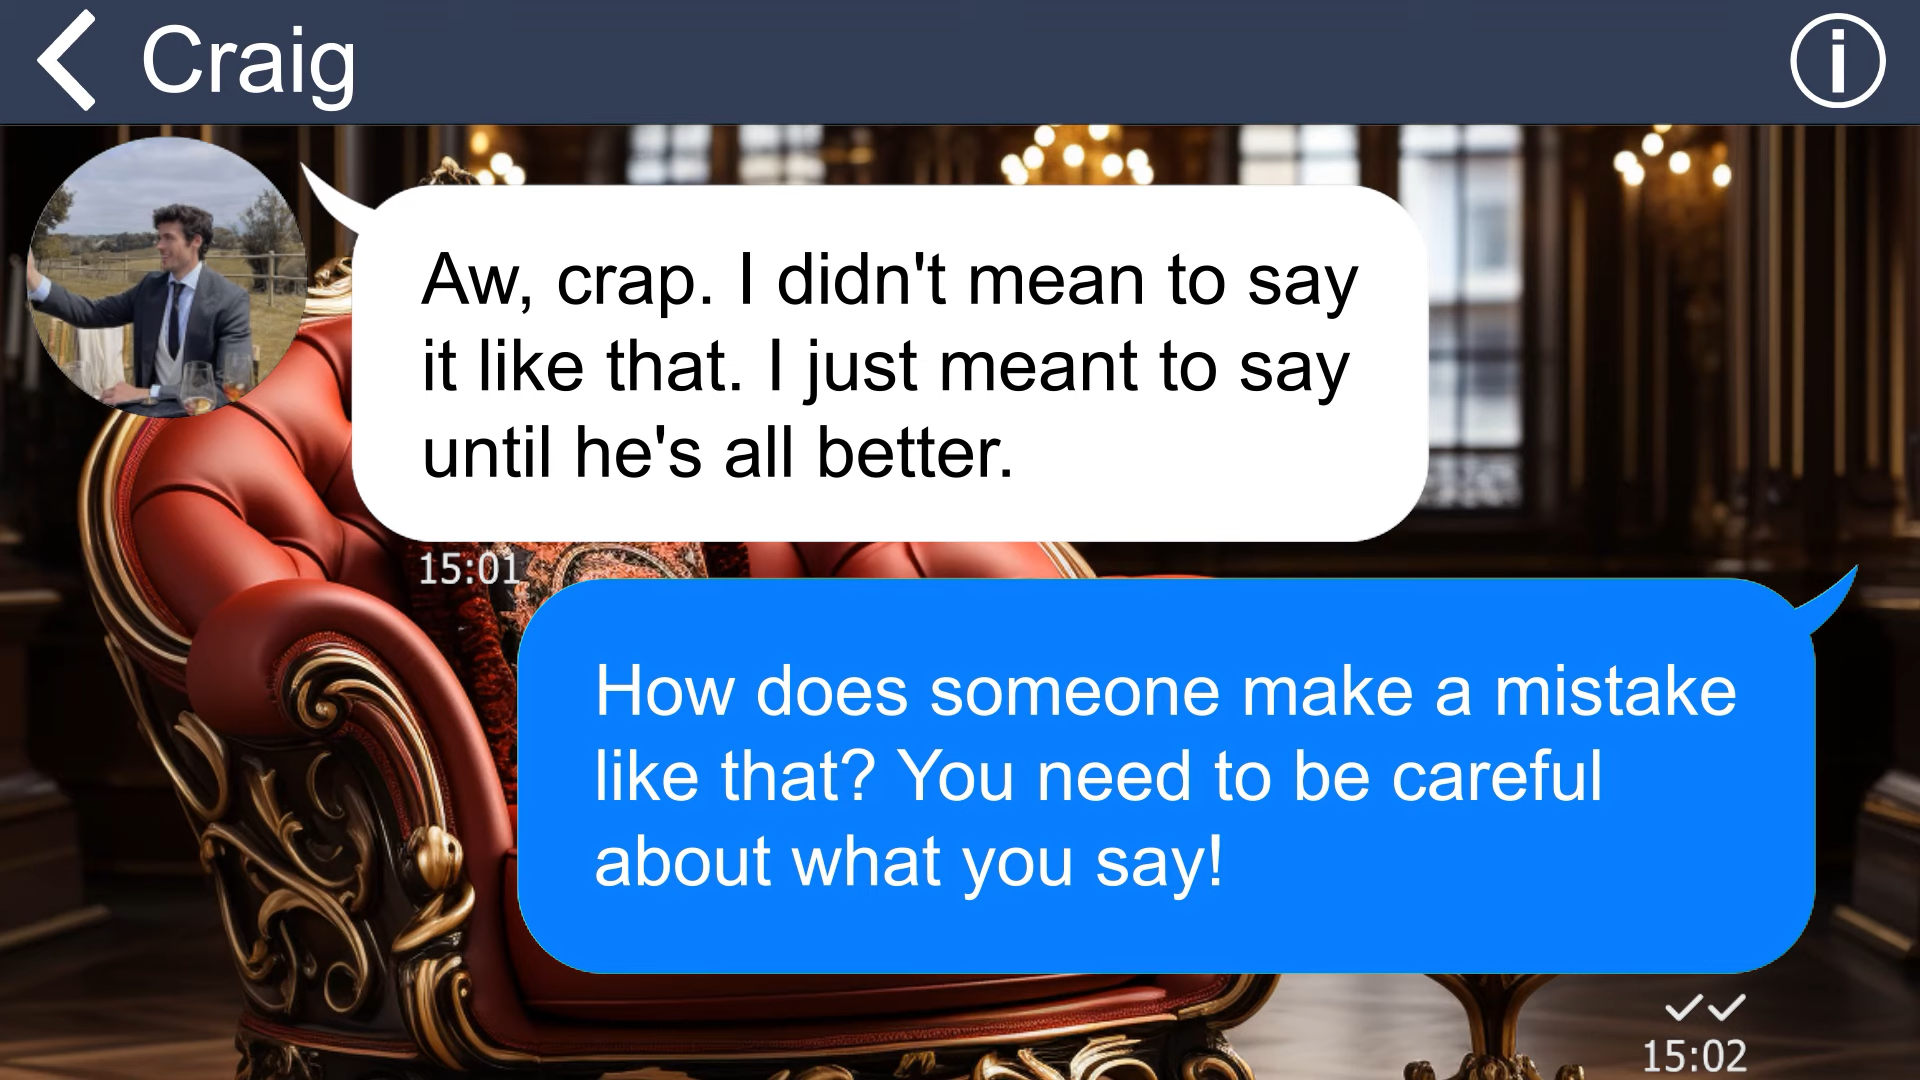 Craig
Aw, crap. I didn't mean to say
it like that. I just meant to say
until he's all better.
15:01
How does someone make a mistake
like that? You need to be careful
about what you say!
15:02